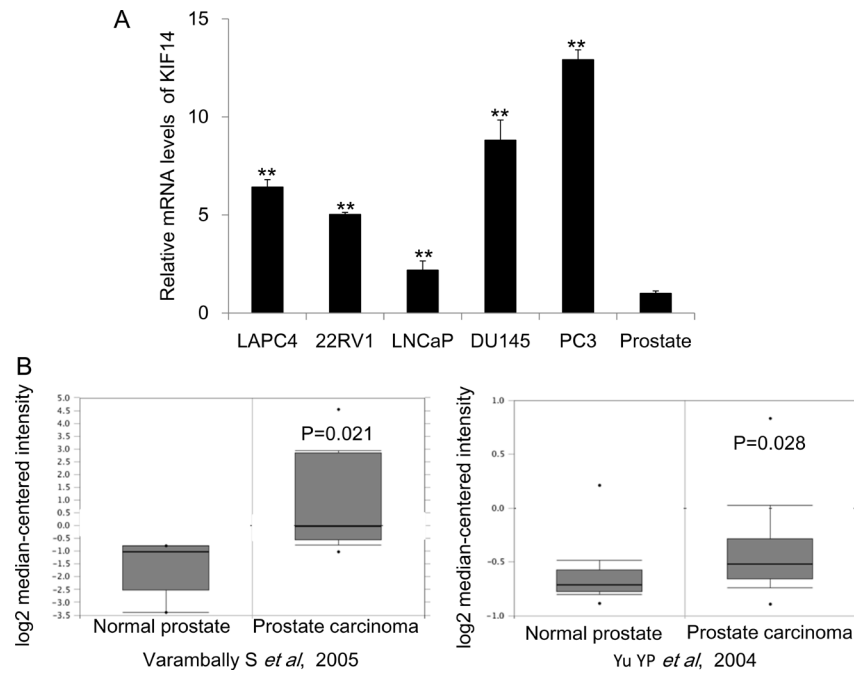 A
Relative mRNA levels of KIF14
15
10
5
0
**
**
**
**
**
LAPC4 22RV1 LNCaP DU145 PC3 Prostate
B
log2 median-centered intensity
5.0
4.5
4.0
3.5
3.0
2.5
2.0
1.5
1.0
0.5
0.0
-0.5
-1.0
-1.5
-2.0
-2.5
-3.0
-3.5
P=0.021
Normal prostate Prostate carcinoma
Varambally S et al, 2005
log2 median-centered intensity
1.0
0.5
0.0
-0.5
-1.0
P=0.028
Normal prostate Prostate carcinoma
Yu YP et al, 2004